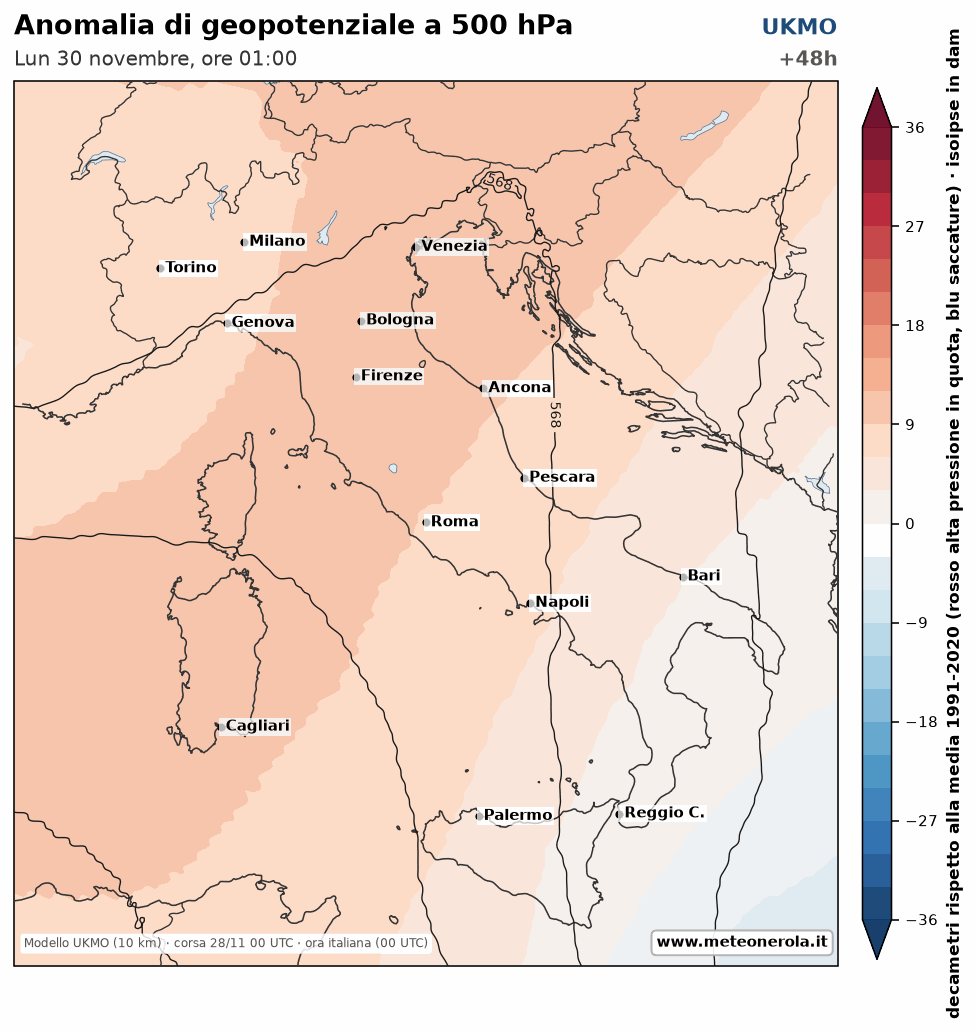 Anomalia di geopotenziale a 500 hPa
UKMO
Lun 30 novembre, ore 01:00
+48h
568
Milano
Venezia
Torino
Genova
Bologna
Firenze
Ancona
568
Pescara
Roma
Bari
Napoli
Cagliari
Palermo
Reggio C.
Modello UKMO (10 km) · corsa 28/11 00 UTC · ora italiana (00 UTC)
www.meteonerola.it
36
27
18
9
0
−9
−18
−27
−36
decametri rispetto alla media 1991-2020 (rosso alta pressione in quota, blu saccature) · isoipse in dam